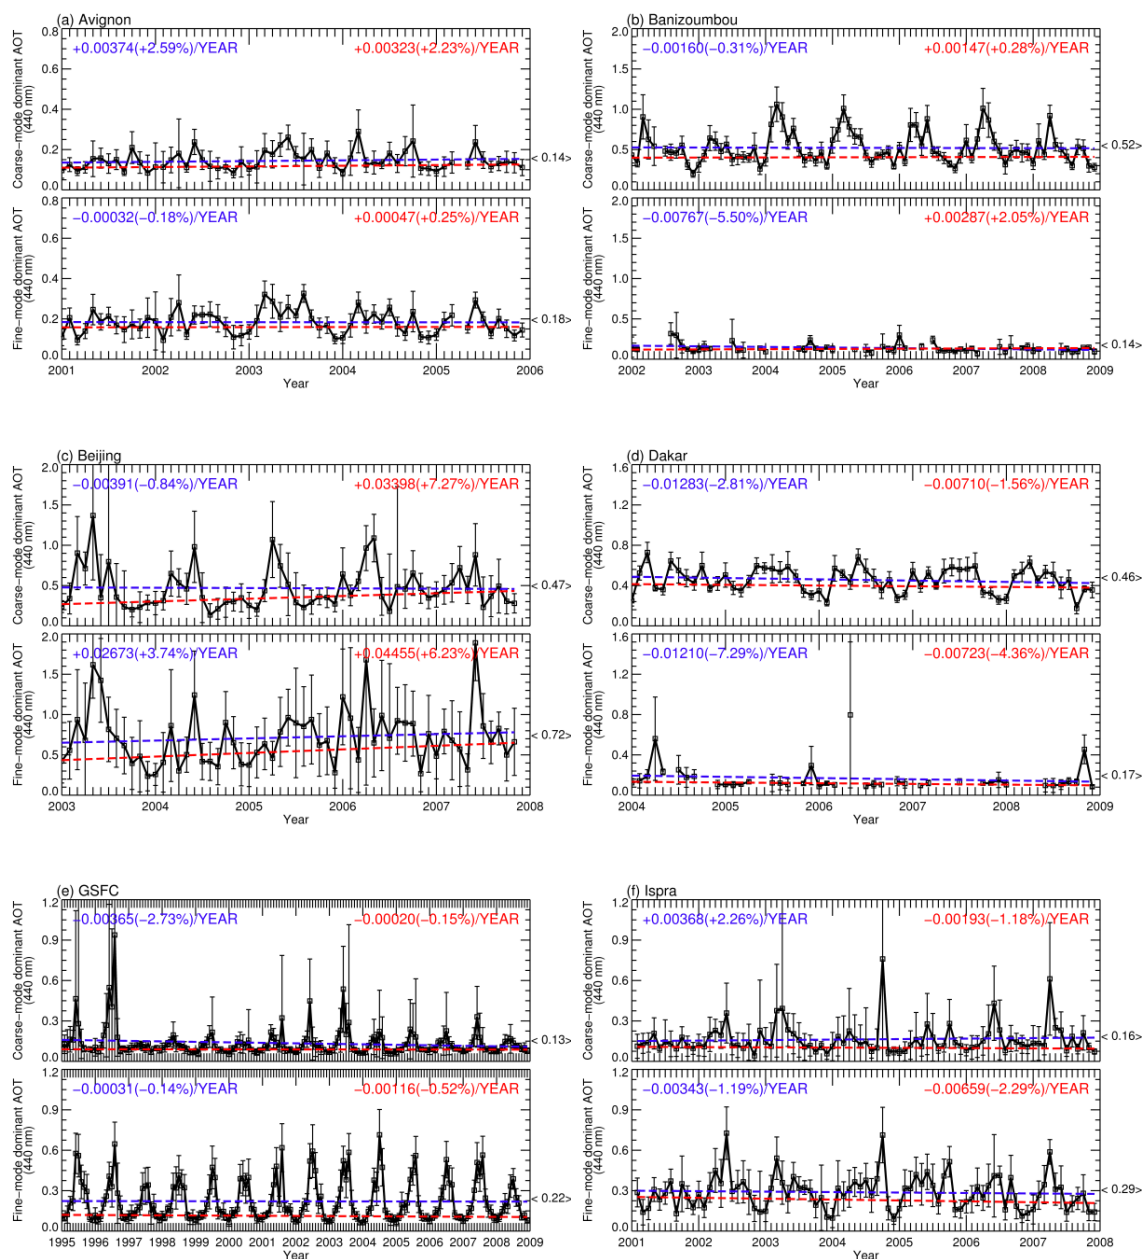 (a) Avignon
+0.00374(+2.59%)/YEAR +0.00323(+2.23%)/YEAR
Coarse−mode dominant AOT
(440 nm)
0.8
0.6
0.4
0.2
0.0
< 0.14>
−0.00032(−0.18%)/YEAR +0.00047(+0.25%)/YEAR
Fine−mode dominant AOT
(440 nm)
0.8
0.6
0.4
0.2
0.0
< 0.18>
2001 2002 2003 2004 2005 2006
Year
(b) Banizoumbou
−0.00160(−0.31%)/YEAR +0.00147(+0.28%)/YEAR
Coarse−mode dominant AOT
(440 nm)
2.0
1.5
1.0
0.5
0.0
< 0.52>
−0.00767(−5.50%)/YEAR +0.00287(+2.05%)/YEAR
Fine−mode dominant AOT
(440 nm)
2.0
1.5
1.0
0.5
0.0
< 0.14>
2002 2003 2004 2005 2006 2007 2008 2009
Year
(c) Beijing
−0.00391(−0.84%)/YEAR +0.03398(+7.27%)/YEAR
Coarse−mode dominant AOT
(440 nm)
2.0
1.5
1.0
0.5
0.0
< 0.47>
+0.02673(+3.74%)/YEAR +0.04455(+6.23%)/YEAR
Fine−mode dominant AOT
(440 nm)
2.0
1.5
1.0
0.5
0.0
< 0.72>
2003 2004 2005 2006 2007 2008
Year
(d) Dakar
−0.01283(−2.81%)/YEAR −0.00710(−1.56%)/YEAR
Coarse−mode dominant AOT
(440 nm)
1.6
1.2
0.8
0.4
0.0
< 0.46>
−0.01210(−7.29%)/YEAR −0.00723(−4.36%)/YEAR
Fine−mode dominant AOT
(440 nm)
1.6
1.2
0.8
0.4
0.0
< 0.17>
2004 2005 2006 2007 2008 2009
Year
(e) GSFC
−0.00365(−2.73%)/YEAR −0.00020(−0.15%)/YEAR
Coarse−mode dominant AOT
(440 nm)
1.2
0.9
0.6
0.3
0.0
< 0.13>
−0.00031(−0.14%)/YEAR −0.00116(−0.52%)/YEAR
Fine−mode dominant AOT
(440 nm)
1.2
0.9
0.6
0.3
0.0
< 0.22>
1995 1996 1997 1998 1999 2000 2001 2002 2003 2004 2005 2006 2007 2008 2009
Year
(f) Ispra
+0.00368(+2.26%)/YEAR −0.00193(−1.18%)/YEAR
Coarse−mode dominant AOT
(440 nm)
1.2
0.9
0.6
0.3
0.0
< 0.16>
−0.00343(−1.19%)/YEAR −0.00659(−2.29%)/YEAR
Fine−mode dominant AOT
(440 nm)
1.2
0.9
0.6
0.3
0.0
< 0.29>
2001 2002 2003 2004 2005 2006 2007 2008
Year